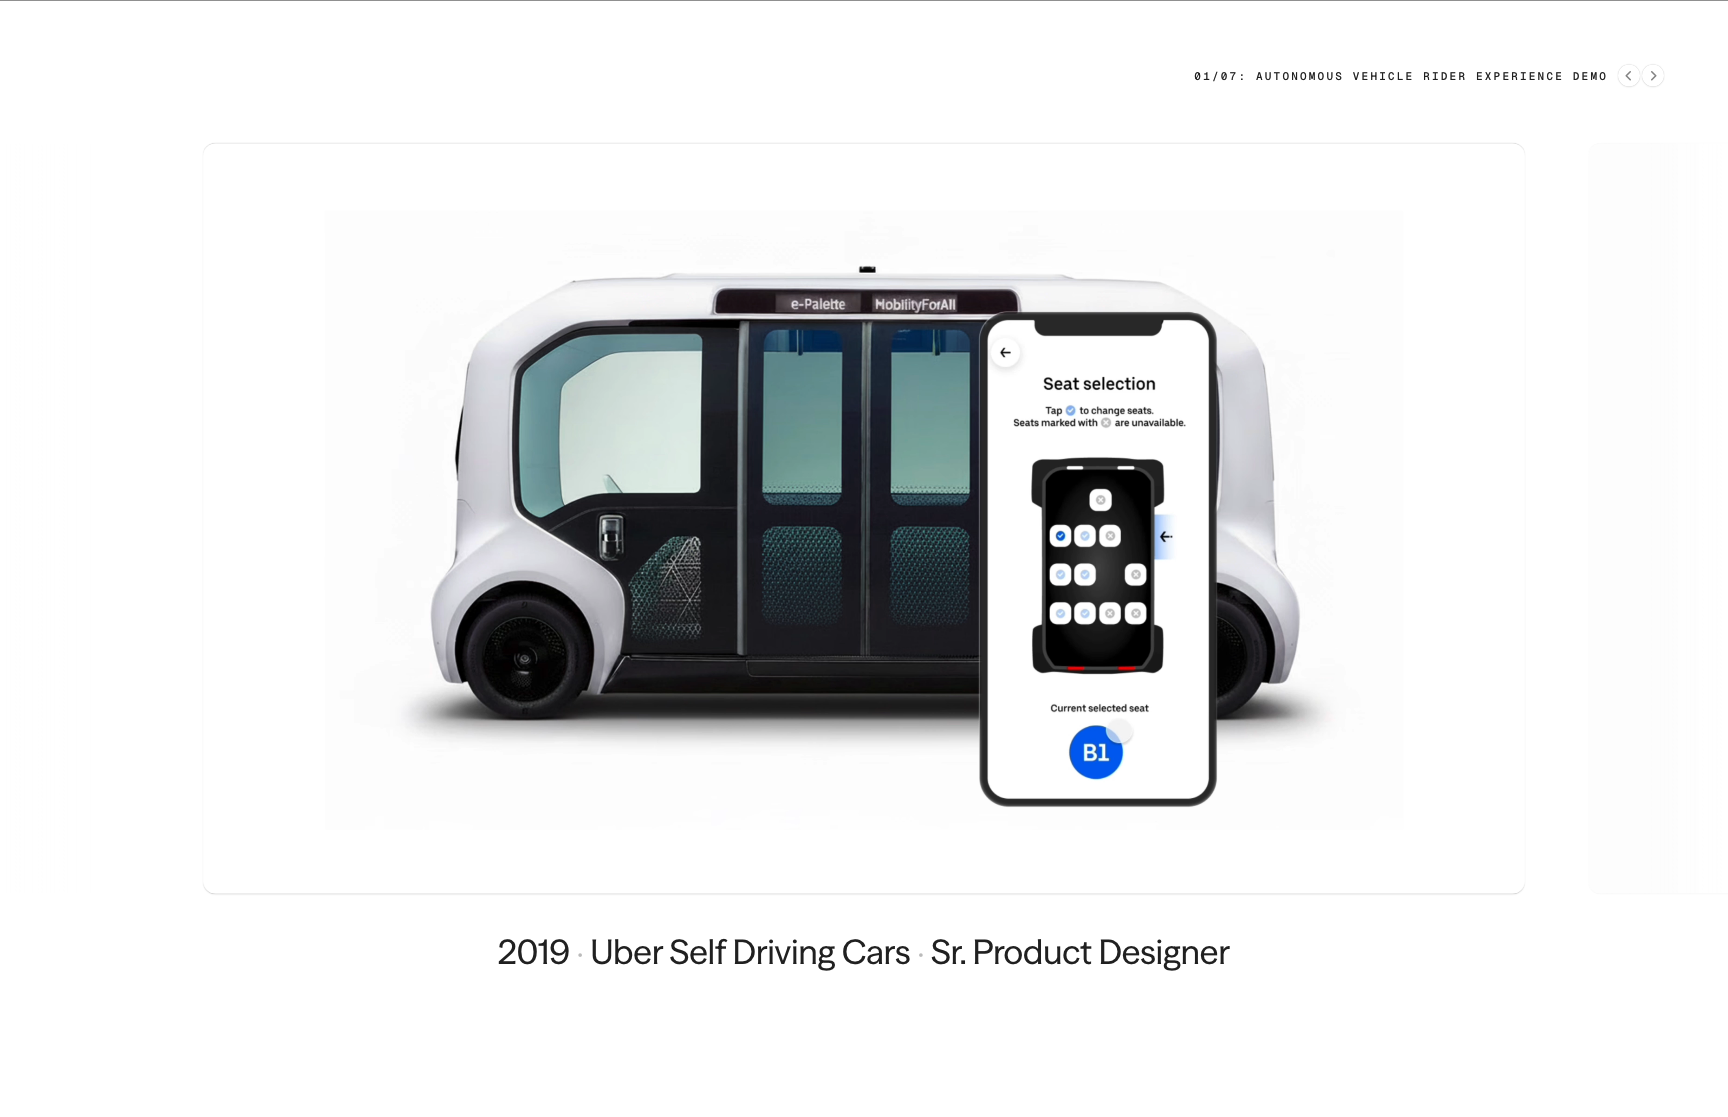 01/07: AUTONOMOUS VEHICLE RIDER EXPERIENCE DEMO
e-Palette MobilityForAll
Seat selection
Tap to change seats.
Seats marked with are unavailable.
Current selected seat
B1
2019 · Uber Self Driving Cars · Sr. Product Designer